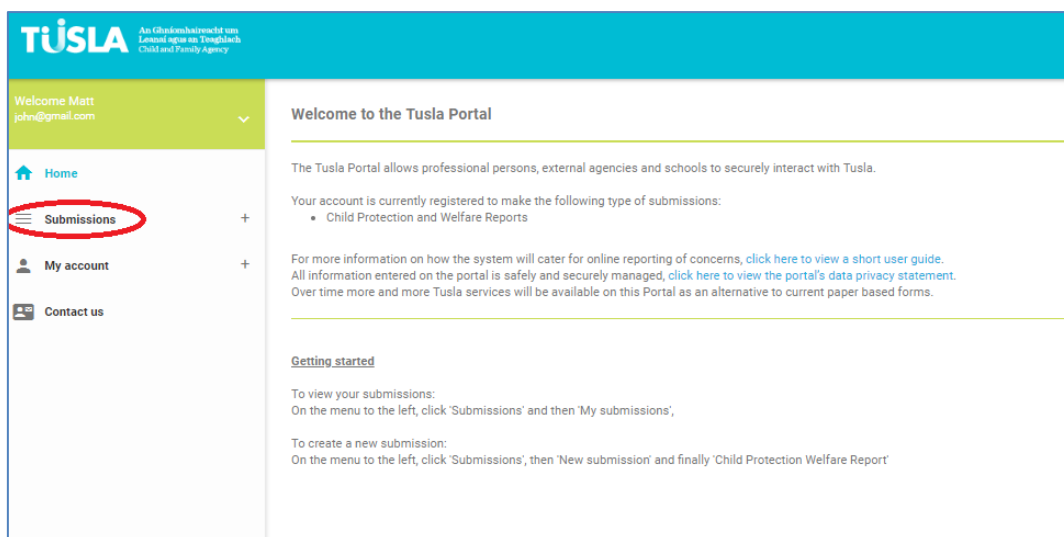 TUSLA
An Ghníomhaireacht um
Leanaí agus an Teaghlach
Child and Family Agency
Welcome Matt
john@gmail.com
Home
Submissions +
My account +
Contact us
Welcome to the Tusla Portal
The Tusla Portal allows professional persons, external agencies and schools to securely interact with Tusla.
Your account is currently registered to make the following type of submissions:
• Child Protection and Welfare Reports
For more information on how the system will cater for online reporting of concerns, click here to view a short user guide.
All information entered on the portal is safely and securely managed, click here to view the portal's data privacy statement.
Over time more and more Tusla services will be available on this Portal as an alternative to current paper based forms.
Getting started
To view your submissions:
On the menu to the left, click 'Submissions' and then 'My submissions',
To create a new submission:
On the menu to the left, click 'Submissions', then 'New submission' and finally 'Child Protection Welfare Report'